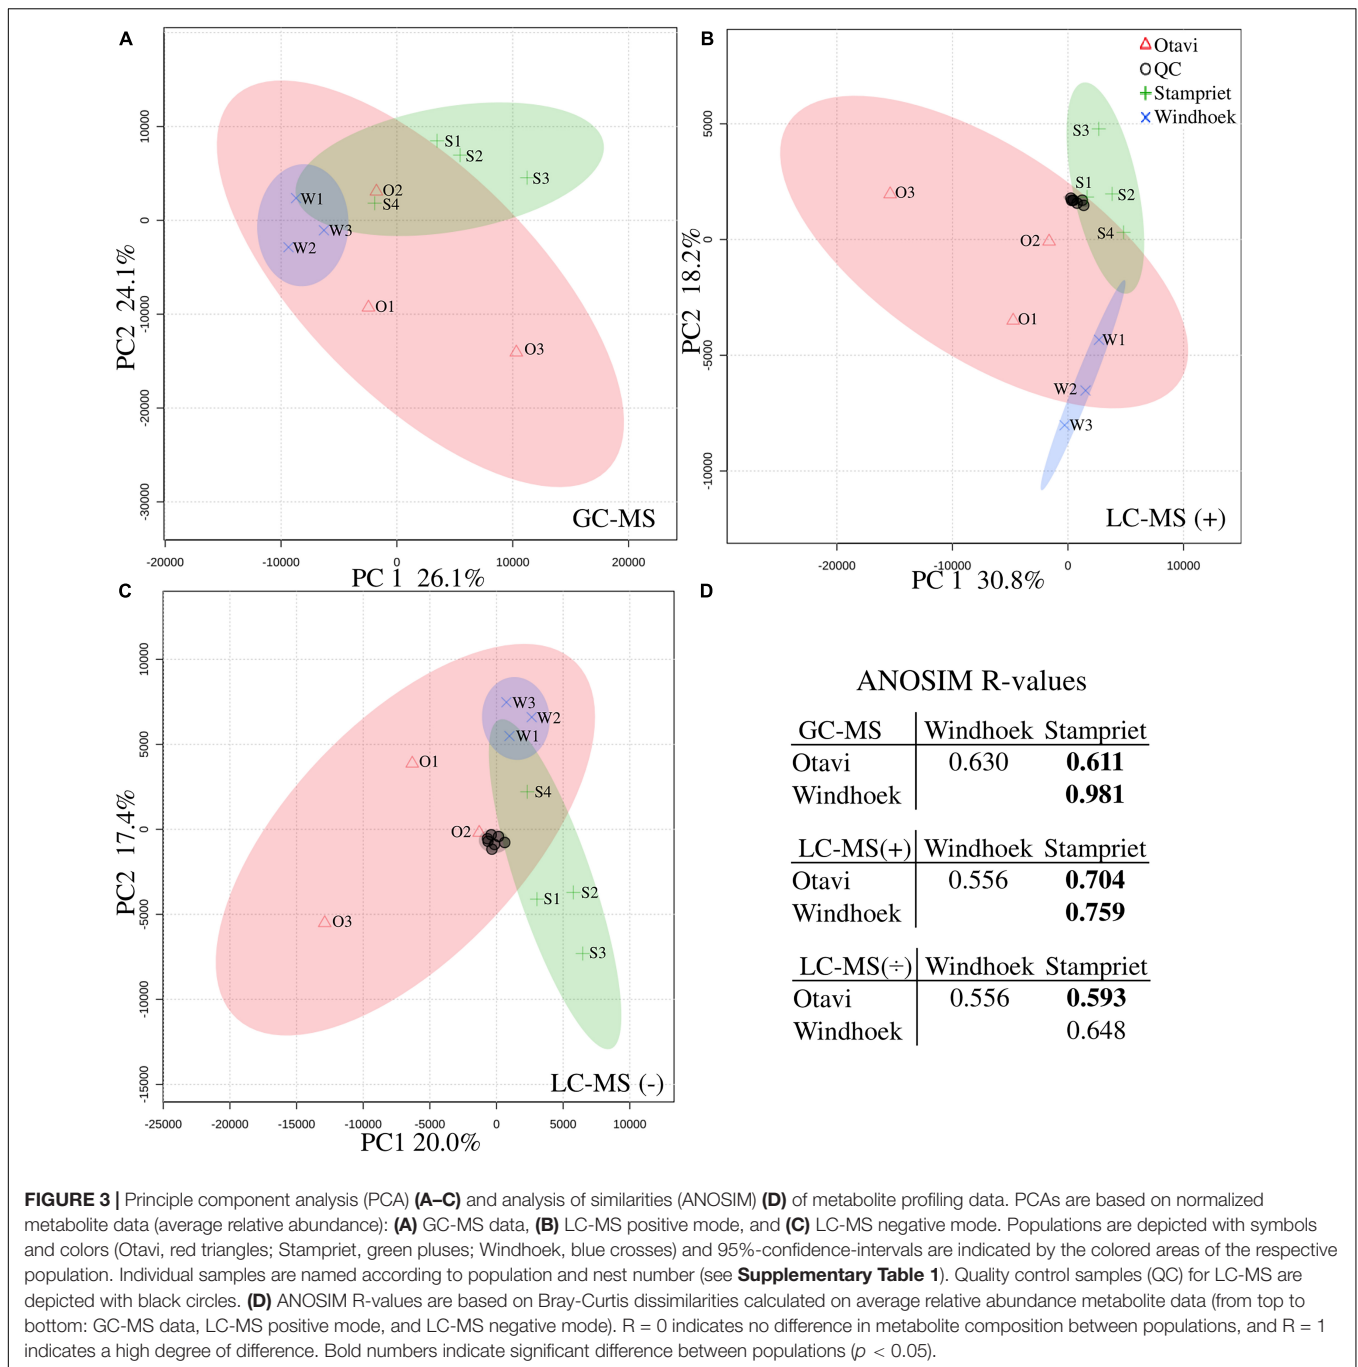 A
10000
0
-10000
-20000
-30000
PC2 24.1%
S1
S2
S3
O2
S4
W1
W3
W2
O1
O3
GC-MS
-20000 -10000 0 10000 20000
PC 1 26.1%
B
Otavi
QC
Stampriet
Windhoek
5000
0
-5000
-10000
PC2 18.2%
S3
S1
S2
S4
O3
O2
O1
W1
W2
W3
LC-MS (+)
-20000 -10000 0 10000
PC 1 30.8%
C
10000
5000
0
-5000
-10000
-15000
PC2 17.4%
W3
W2
W1
O1
S4
O2
S1
S2
O3
S3
LC-MS (-)
-25000 -20000 -15000 -10000 -5000 0 5000 10000
PC1 20.0%
D
ANOSIM R-values
GC-MS Windhoek Stampriet
Otavi 0.630 0.611
Windhoek 0.981
LC-MS(+) Windhoek Stampriet
Otavi 0.556 0.704
Windhoek 0.759
LC-MS(÷) Windhoek Stampriet
Otavi 0.556 0.593
Windhoek 0.648
FIGURE 3 | Principle component analysis (PCA) (A–C) and analysis of similarities (ANOSIM) (D) of metabolite profiling data. PCAs are based on normalized
metabolite data (average relative abundance): (A) GC-MS data, (B) LC-MS positive mode, and (C) LC-MS negative mode. Populations are depicted with symbols
and colors (Otavi, red triangles; Stampriet, green pluses; Windhoek, blue crosses) and 95%-confidence-intervals are indicated by the colored areas of the respective
population. Individual samples are named according to population and nest number (see Supplementary Table 1). Quality control samples (QC) for LC-MS are
depicted with black circles. (D) ANOSIM R-values are based on Bray-Curtis dissimilarities calculated on average relative abundance metabolite data (from top to
bottom: GC-MS data, LC-MS positive mode, and LC-MS negative mode). R = 0 indicates no difference in metabolite composition between populations, and R = 1
indicates a high degree of difference. Bold numbers indicate significant difference between populations (p < 0.05).